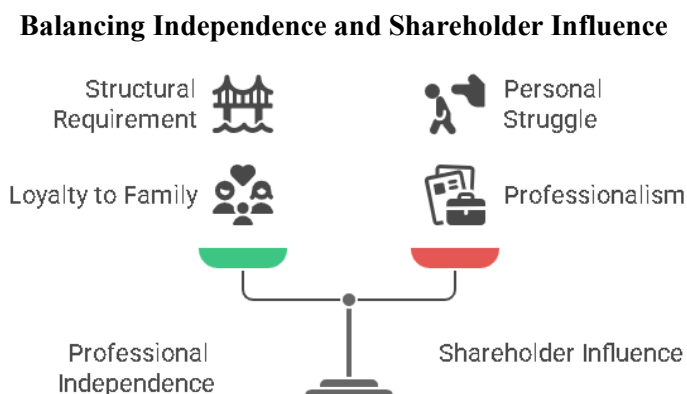 Balancing Independence and Shareholder Influence
Structural
Requirement
Personal
Struggle
Loyalty to Family
Professionalism
Professional
Independence
Shareholder Influence